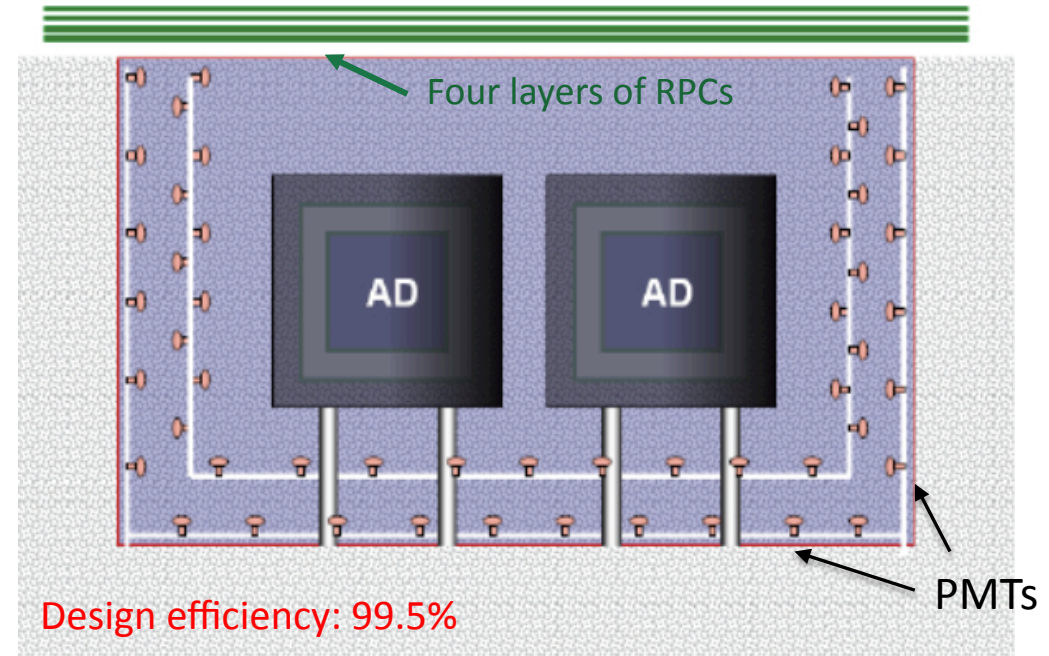 Four layers of RPCs
AD
AD
PMTs
Design efficiency: 99.5%